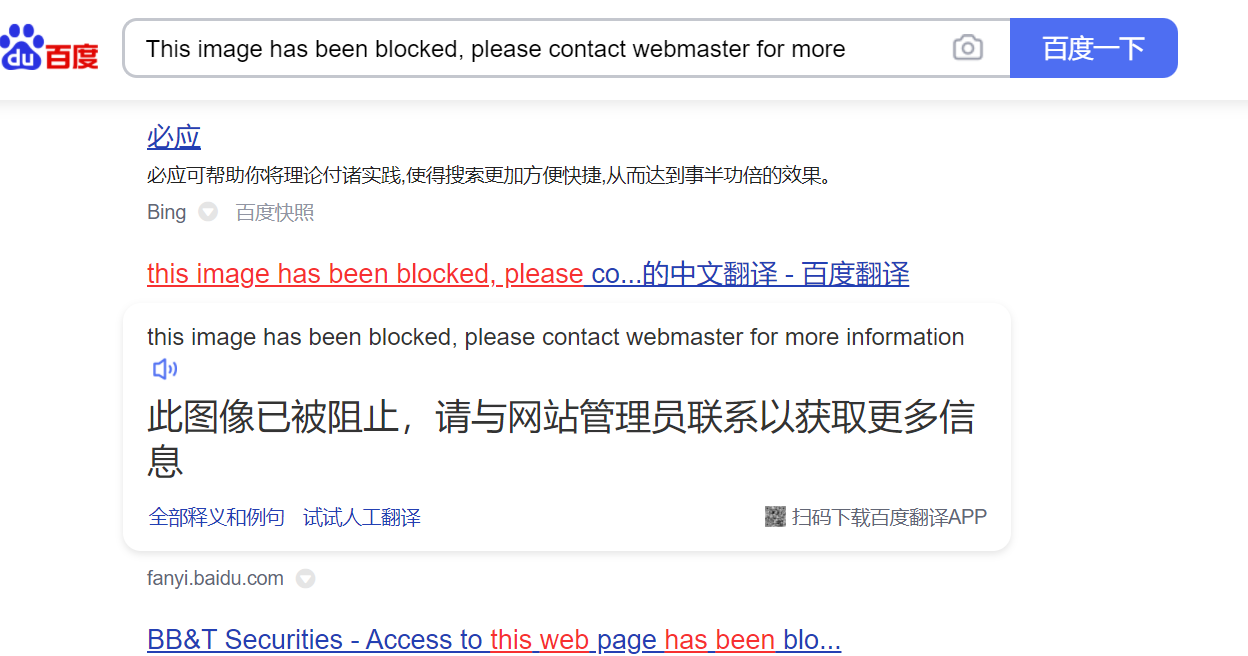 du百度
This image has been blocked, please contact webmaster for more
百度一下
必应
必应可帮助你将理论付诸实践,使得搜索更加方便快捷,从而达到事半功倍的效果。
Bing 百度快照
this image has been blocked, please co...的中文翻译 - 百度翻译
this image has been blocked, please contact webmaster for more information
此图像已被阻止，请与网站管理员联系以获取更多信
息
全部释义和例句 试试人工翻译 扫码下载百度翻译APP
fanyi.baidu.com
BB&T Securities - Access to this web page has been blo...